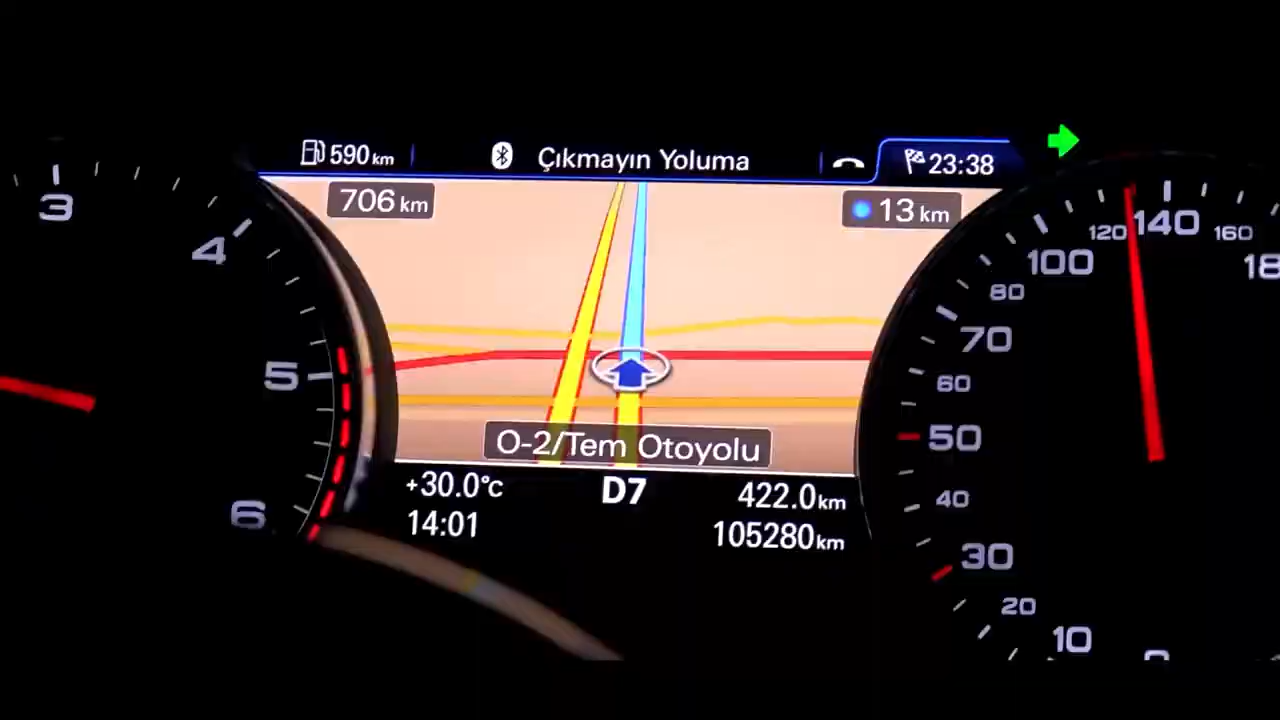 590 km
Çıkmayın Yoluma
23:38
706 km
13 km
O-2/Tem Otoyolu
+30.0°C
D7
422.0 km
14:01
105280 km
3
4
5
6
10
20
30
40
50
60
70
80
100
120
140
160
18